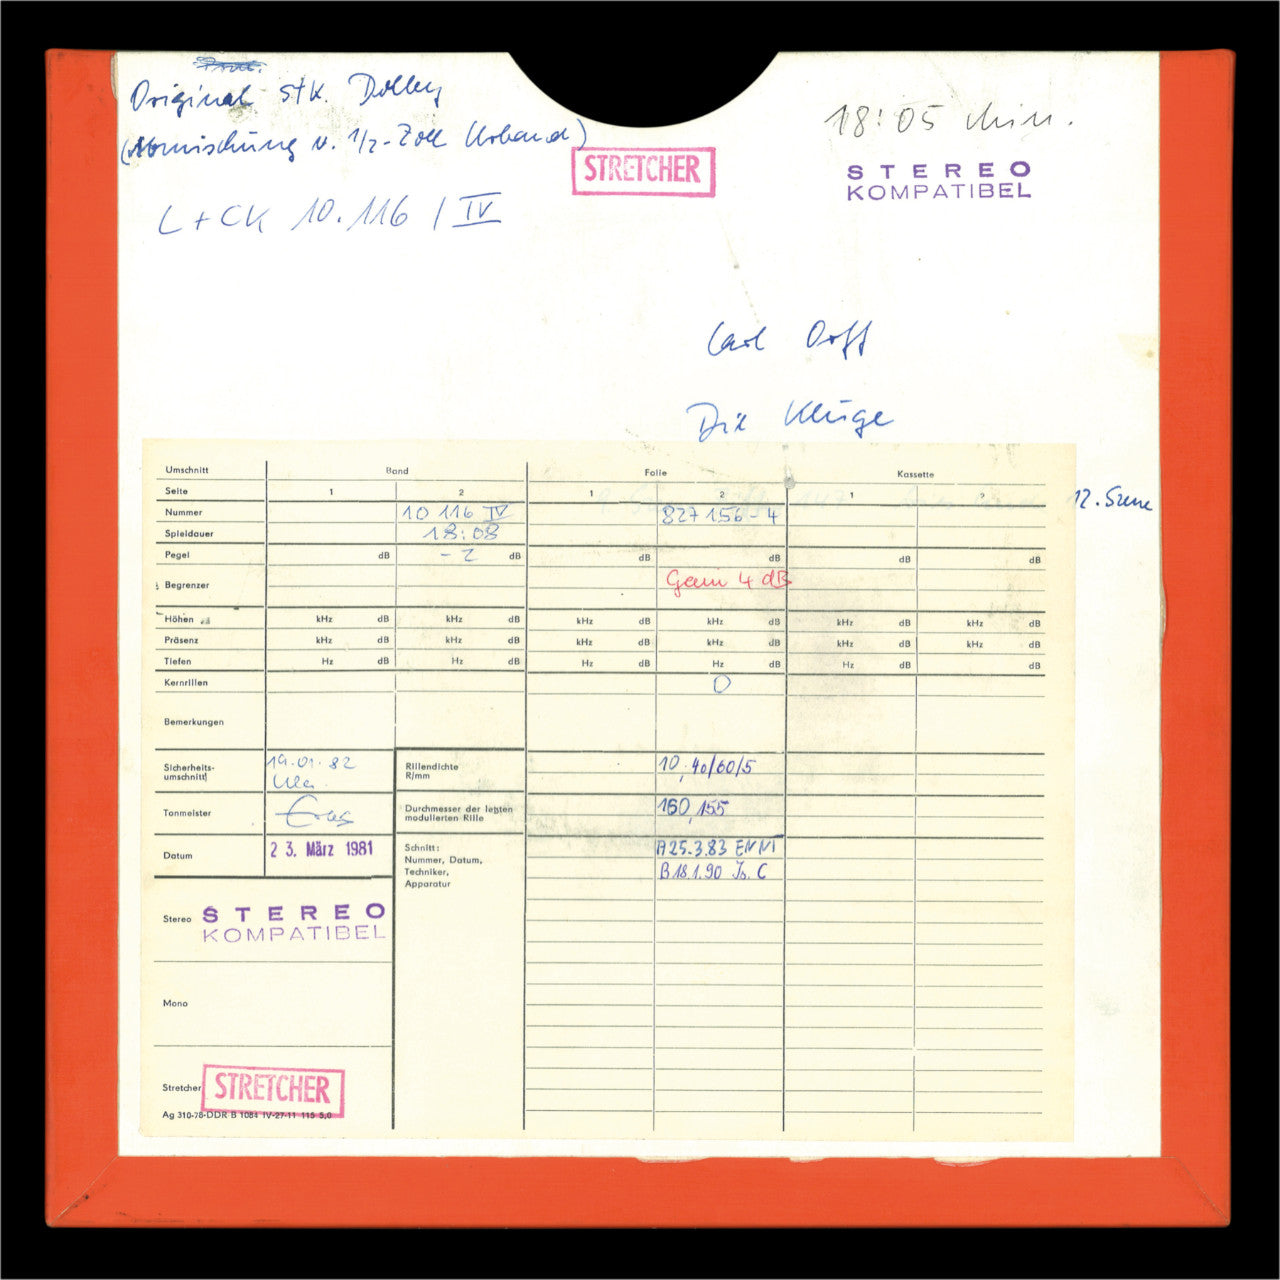 Original stk. Dolby
(Abmischung v. 1/2-Zoll Urband)
STRETCHER
18:05 Min.
STEREO
KOMPATIBEL
L+CK 10.116 / IV
Carl Orff
Die Kluge
12. Szene
Umschnitt Band Folie Kassette
Seite 1 2 1 2 1 2
Nummer 10 116 IV 827 156-4
Spieldauer 18:08
Pegel dB -2 dB dB dB dB dB
Begrenzer Gain 4 dB
Höhen kHz dB kHz dB kHz dB kHz dB kHz dB kHz dB
Präsenz kHz dB kHz dB kHz dB kHz dB kHz dB kHz dB
Tiefen Hz dB Hz dB Hz dB Hz dB Hz dB dB
Kernrillen 0
Bemerkungen
Sicherheits-
umschnitt
19.01.82
Rillendichte
R/mm
10, 40/60/5
Tonmeister
Durchmesser der letzten
modulierten Rille
160, 155
Datum 23. März 1981
Schnitt:
Nummer, Datum,
Techniker,
Apparatur
A 25.3.83 EN NT
B 18.1.90 Js. C
Stereo STEREO
KOMPATIBEL
Mono
Stretcher STRETCHER
Ag 310-78-DDR B 1084 IV-27-11 115 5,0